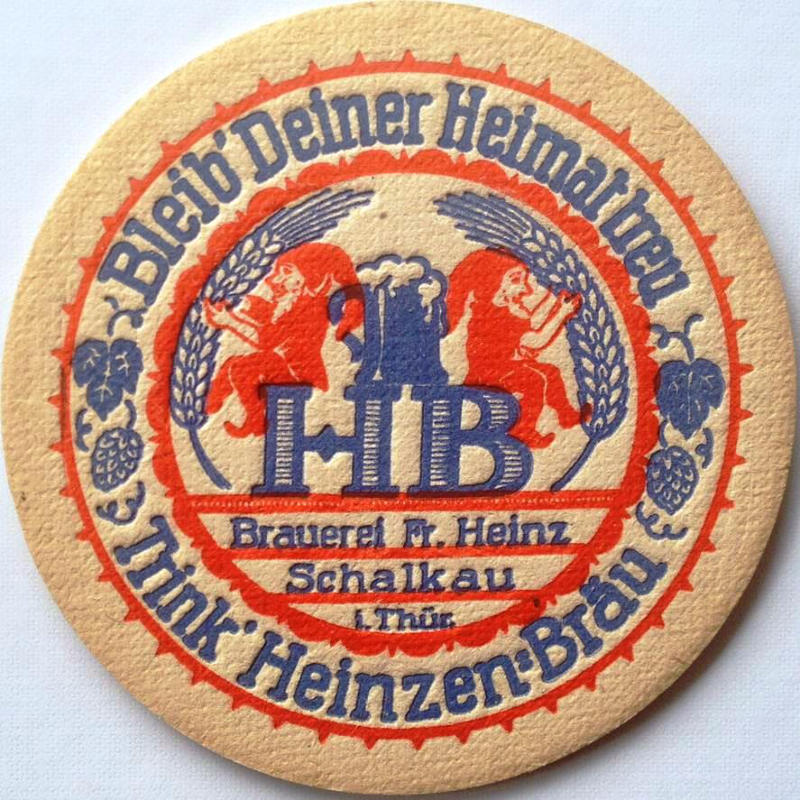 Bleib' Deiner Heimat treu
HB
Brauerei Fr. Heinz
Schalkau
i. Thür.
Trink' Heinzen-Bräu